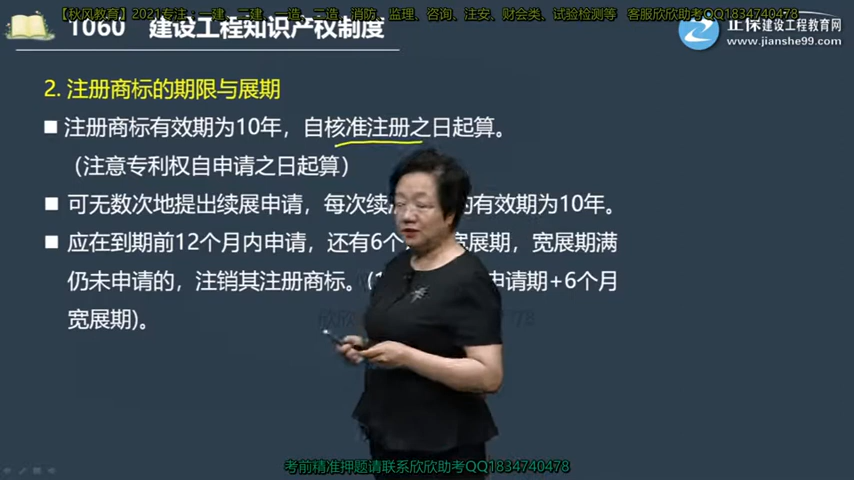 【秋风教育】2021专注：一建、二建、一造、二造、消防、监理、咨询、注安、财会类、试验检测等 客服欣欣助考QQ1834740478
1060 建设工程知识产权制度
正保建设工程教育网
www.jianshe99.com
2. 注册商标的期限与展期
■ 注册商标有效期为10年，自核准注册之日起算。
（注意专利权自申请之日起算）
■ 可无数次地提出续展申请，每次续 的有效期为10年。
■ 应在到期前12个月内申请，还有6个 宽展期，宽展期满
仍未申请的，注销其注册商标。(1 申请期+6个月
宽展期)。
欣欣 78
考前精准押题请联系欣欣助考QQ1834740478